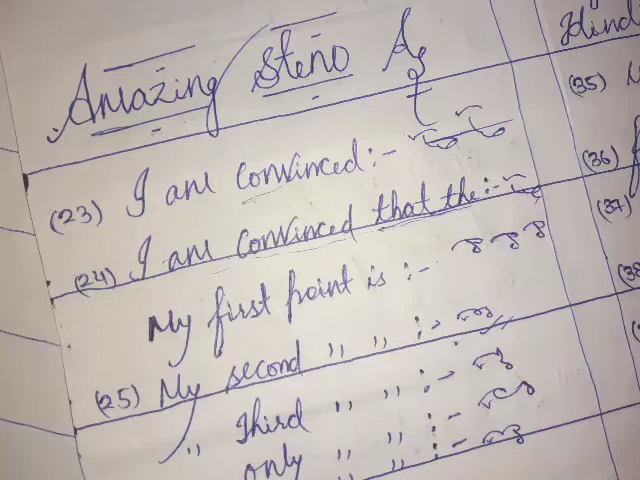 Amazing Steno
Hind
(35)
(23) I am convinced :-
(36)
(24) I am convinced that the :-
(37)
My first point is :-
(38
(25) My second " " :-
" Third " " :-
only " " :-